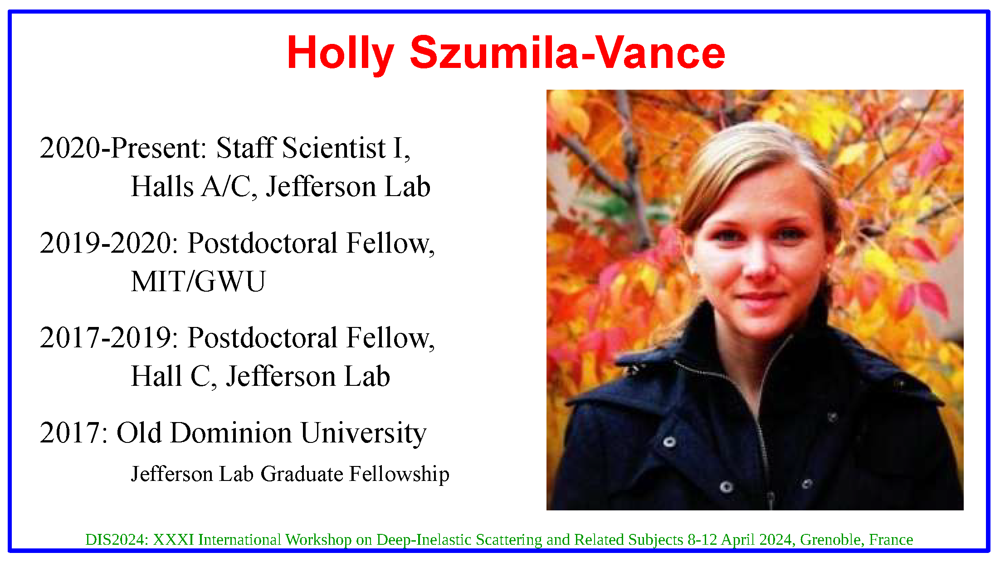 Holly Szumila-Vance
2020-Present: Staff Scientist I,
Halls A/C, Jefferson Lab
2019-2020: Postdoctoral Fellow,
MIT/GWU
2017-2019: Postdoctoral Fellow,
Hall C, Jefferson Lab
2017: Old Dominion University
Jefferson Lab Graduate Fellowship
DIS2024: XXXI International Workshop on Deep-Inelastic Scattering and Related Subjects 8-12 April 2024, Grenoble, France